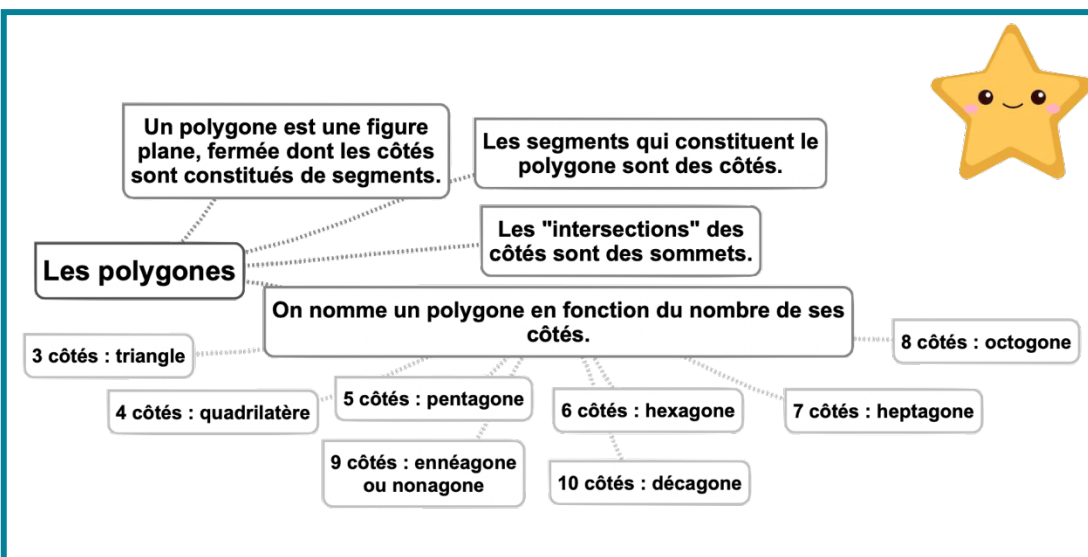 Un polygone est une figure
plane, fermée dont les côtés
sont constitués de segments.
Les segments qui constituent le
polygone sont des côtés.
Les "intersections" des
côtés sont des sommets.
Les polygones
On nomme un polygone en fonction du nombre de ses
côtés.
3 côtés : triangle
8 côtés : octogone
4 côtés : quadrilatère
5 côtés : pentagone
6 côtés : hexagone
7 côtés : heptagone
9 côtés : ennéagone
ou nonagone
10 côtés : décagone